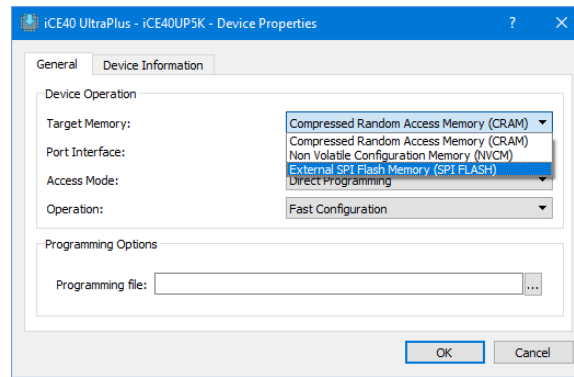 iCE40 UltraPlus - iCE40UP5K - Device Properties ? ×
General Device Information
Device Operation
Target Memory: Compressed Random Access Memory (CRAM)
Compressed Random Access Memory (CRAM)
Port Interface: Non Volatile Configuration Memory (NVCM)
External SPI Flash Memory (SPI FLASH)
Access Mode: Direct Programming
Operation: Fast Configuration
Programming Options
Programming file: ...
OK Cancel